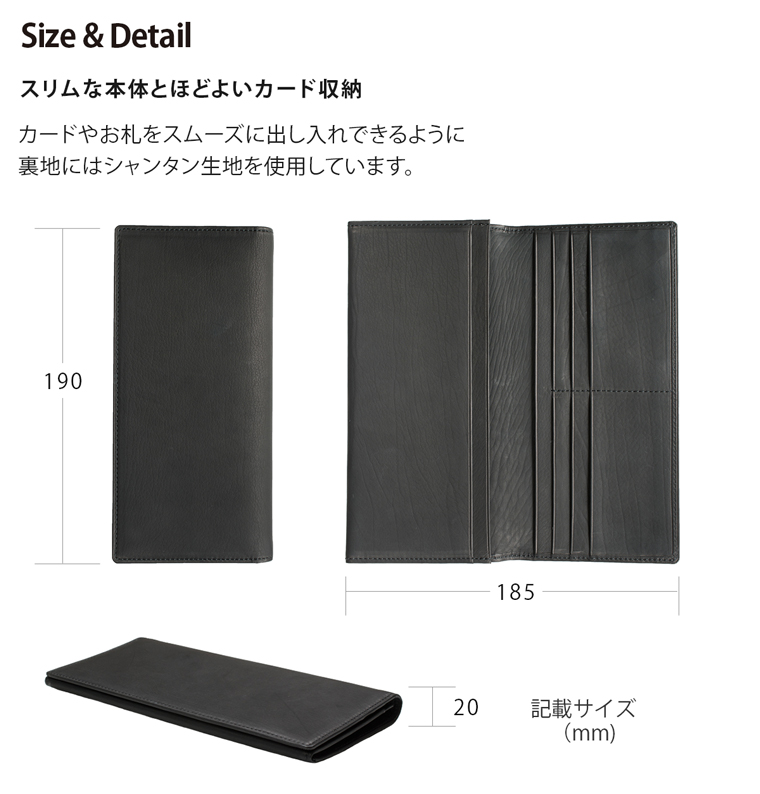 Size & Detail
スリムな本体とほどよいカード収納
カードやお札をスムーズに出し入れできるように
裏地にはシャンタン生地を使用しています。
190
185
20
記載サイズ
（mm)